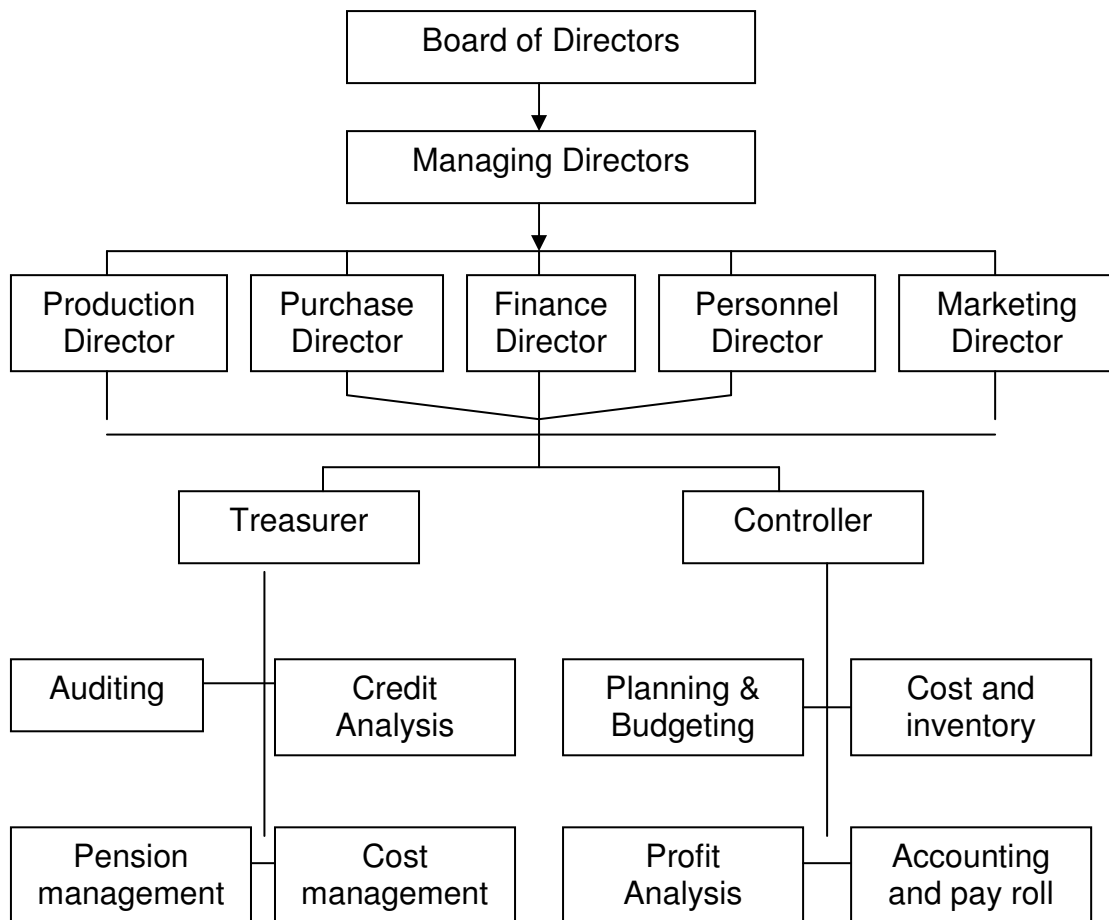 Board of Directors
Managing Directors
Production
Director
Purchase
Director
Finance
Director
Personnel
Director
Marketing
Director
Treasurer
Controller
Auditing
Credit
Analysis
Planning &
Budgeting
Cost and
inventory
Pension
management
Cost
management
Profit
Analysis
Accounting
and pay roll